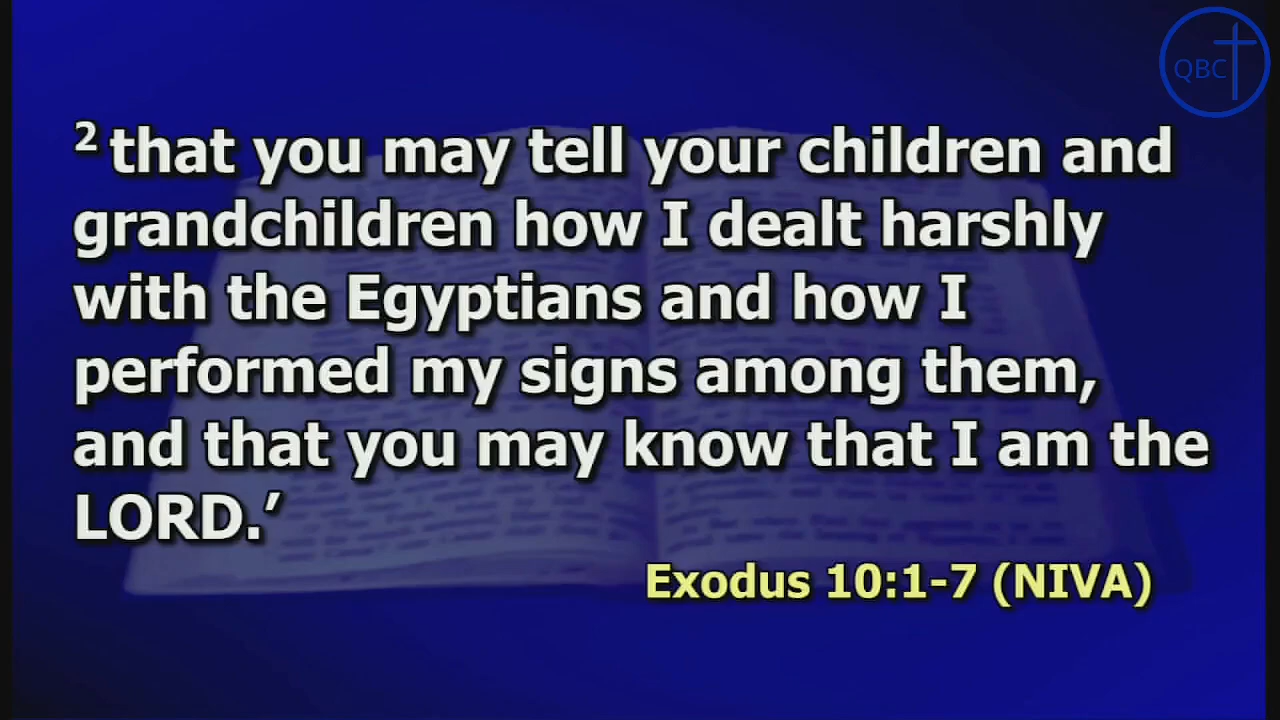 QBC
² that you may tell your children and
grandchildren how I dealt harshly
with the Egyptians and how I
performed my signs among them,
and that you may know that I am the
LORD.’
Exodus 10:1-7 (NIVA)